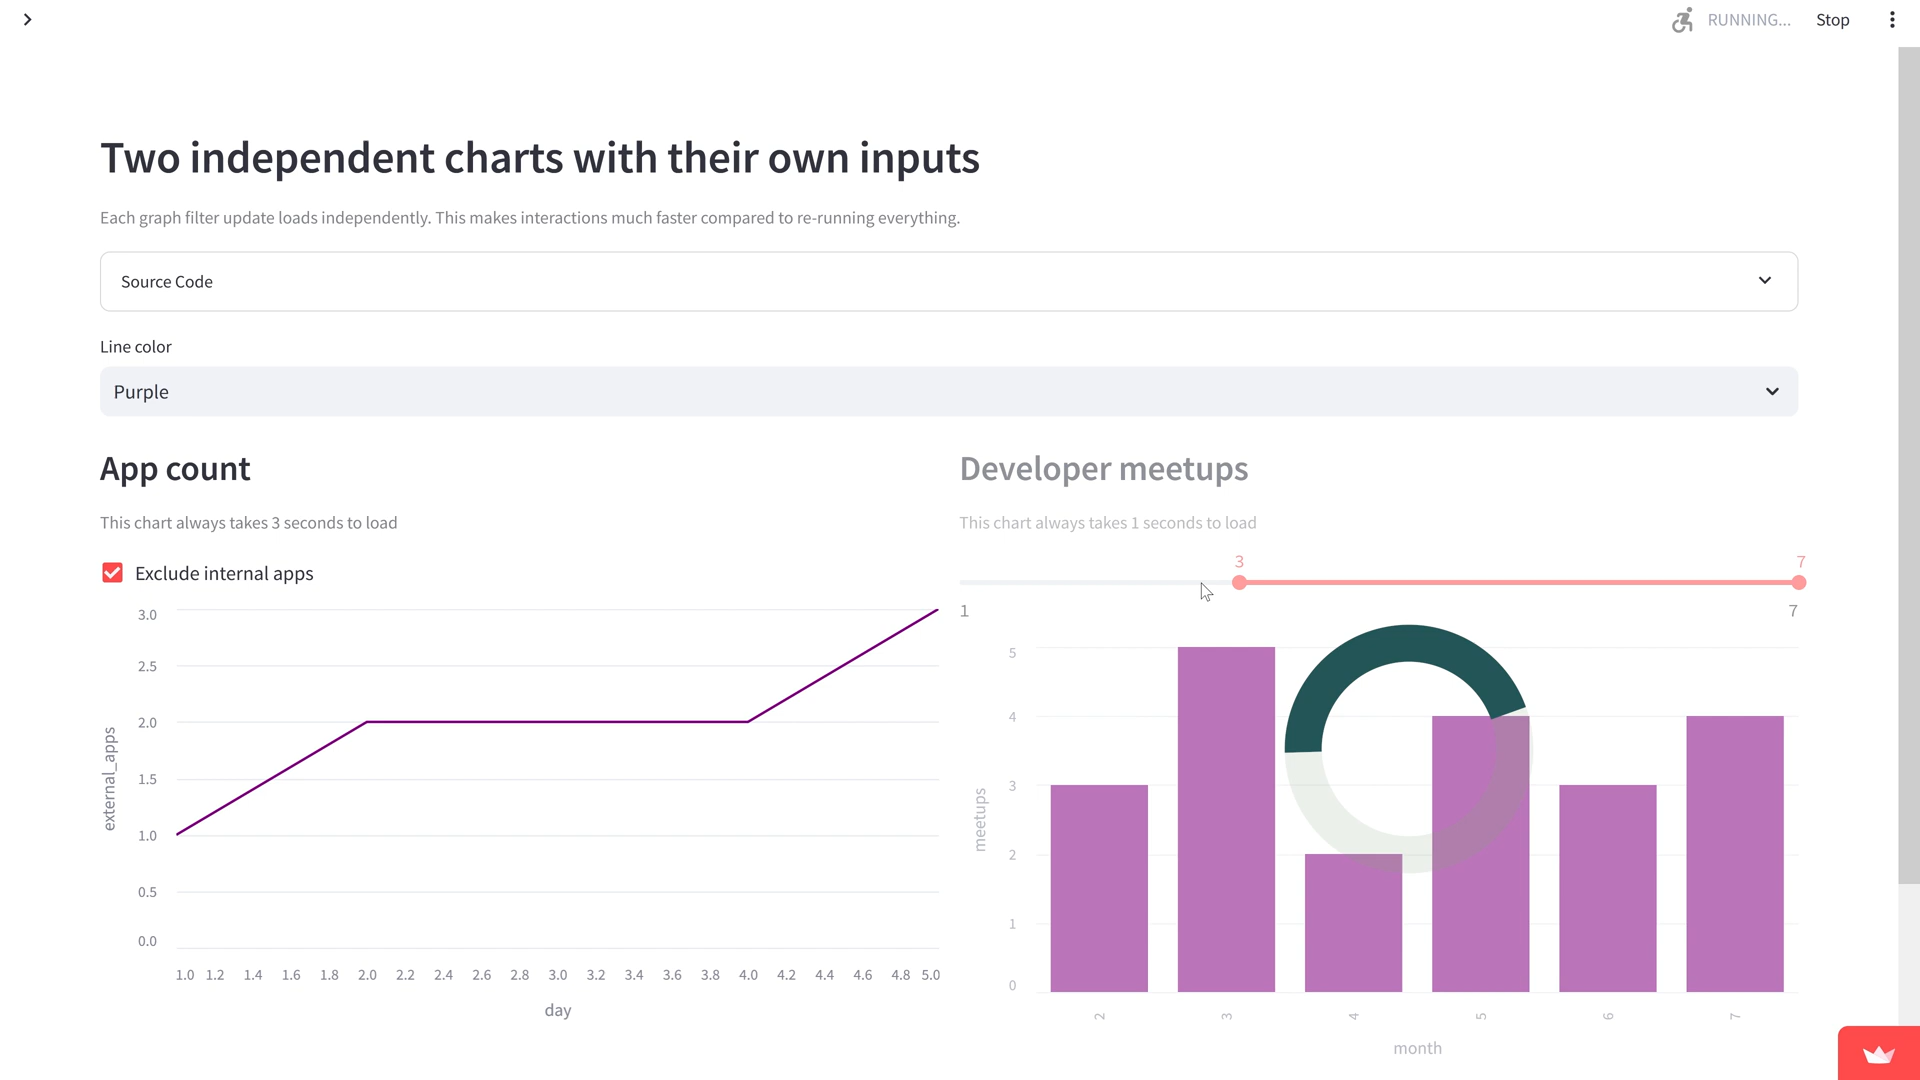 RUNNING... Stop
Two independent charts with their own inputs
Each graph filter update loads independently. This makes interactions much faster compared to re-running everything.
Source Code
Line color
Purple
App count
This chart always takes 3 seconds to load
Exclude internal apps
3.0
2.5
2.0
1.5
1.0
0.5
0.0
external_apps
1.0 1.2 1.4 1.6 1.8 2.0 2.2 2.4 2.6 2.8 3.0 3.2 3.4 3.6 3.8 4.0 4.2 4.4 4.6 4.8 5.0
day
Developer meetups
This chart always takes 1 seconds to load
3 7
1 7
5
4
3
2
1
0
meetups
2 3 4 5 6 7
month